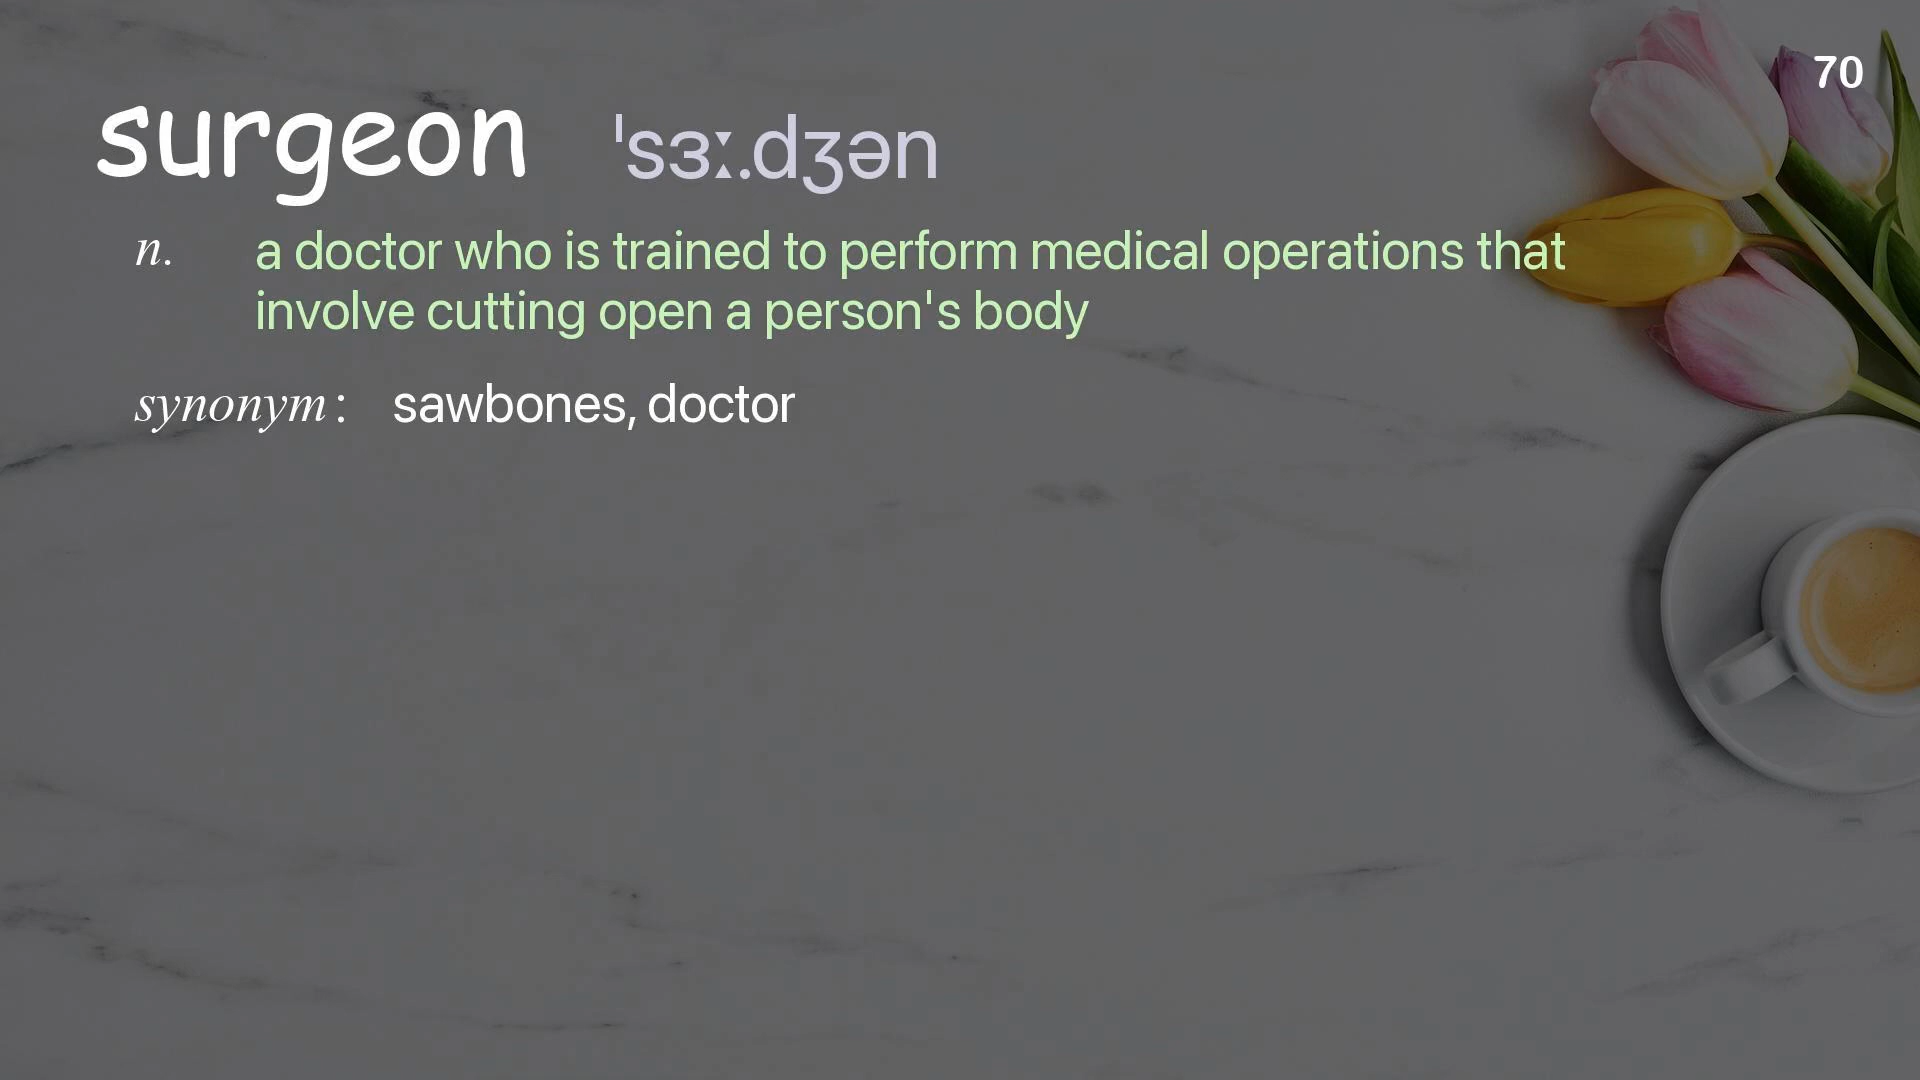 70
surgeon ˈsɜː.dʒən
n. a doctor who is trained to perform medical operations that
involve cutting open a person's body
synonym: sawbones, doctor